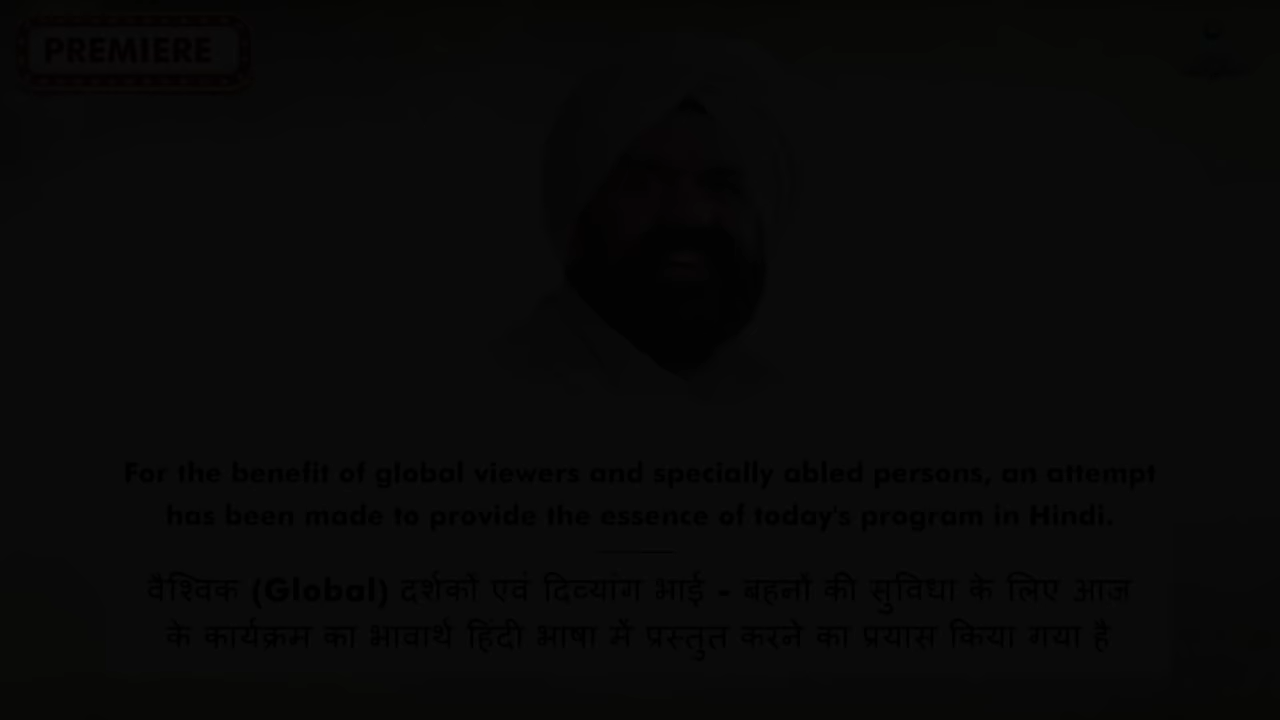 PREMIERE
For the benefit of global viewers and specially abled persons, an attempt
has been made to provide the essence of today's program in Hindi.
वैश्विक (Global) दर्शकों एवं दिव्यांग भाई - बहनों की सुविधा के लिए आज
के कार्यक्रम का भावार्थ हिंदी भाषा में प्रस्तुत करने का प्रयास किया गया है